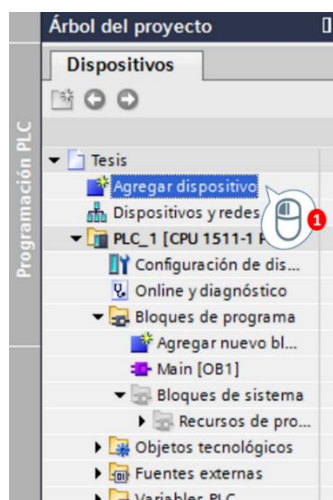 Árbol del proyecto
Dispositivos
Programación PLC
Tesis
Agregar dispositivo
Dispositivos y redes
1
PLC_1 [CPU 1511-1 P
Configuración de dis...
Online y diagnóstico
Bloques de programa
Agregar nuevo bl...
Main [OB1]
Bloques de sistema
Recursos de pro...
Objetos tecnológicos
Fuentes externas
Variables PLC